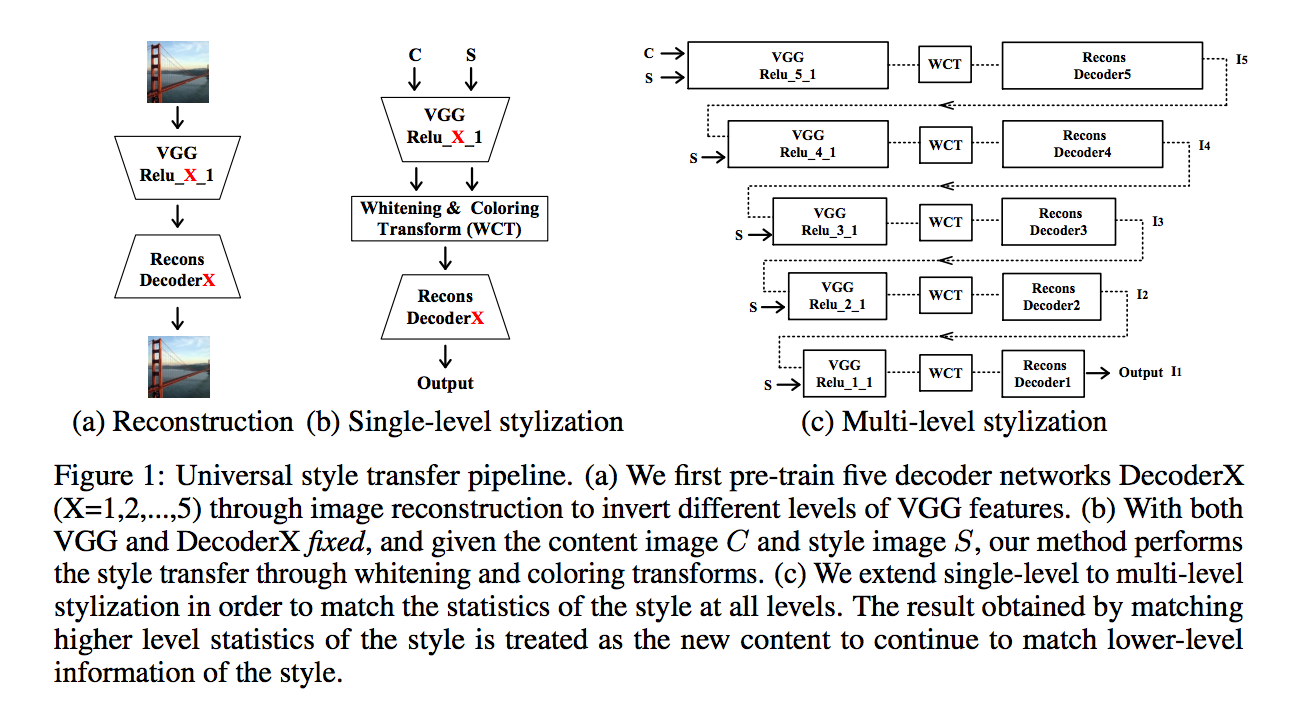 VGG
Relu_X_1
Recons
DecoderX
C S
VGG
Relu_X_1
Whitening & Coloring
Transform (WCT)
Recons
DecoderX
Output
C
S
VGG
Relu_5_1
WCT
Recons
Decoder5
I5
S
VGG
Relu_4_1
WCT
Recons
Decoder4
I4
S
VGG
Relu_3_1
WCT
Recons
Decoder3
I3
S
VGG
Relu_2_1
WCT
Recons
Decoder2
I2
S
VGG
Relu_1_1
WCT
Recons
Decoder1
Output I1
(a) Reconstruction (b) Single-level stylization
(c) Multi-level stylization
Figure 1: Universal style transfer pipeline. (a) We first pre-train five decoder networks DecoderX
(X=1,2,...,5) through image reconstruction to invert different levels of VGG features. (b) With both
VGG and DecoderX fixed, and given the content image C and style image S, our method performs
the style transfer through whitening and coloring transforms. (c) We extend single-level to multi-level
stylization in order to match the statistics of the style at all levels. The result obtained by matching
higher level statistics of the style is treated as the new content to continue to match lower-level
information of the style.